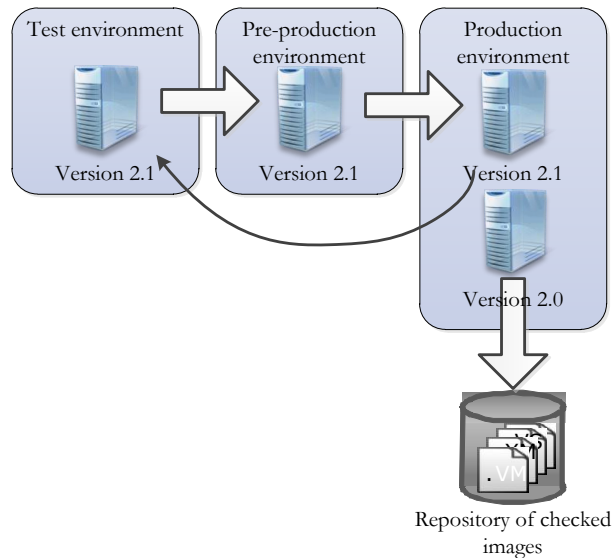 Test environment
Pre-production
environment
Production
environment
Version 2.1
Version 2.1
Version 2.1
Version 2.0
.VM
Repository of checked
images